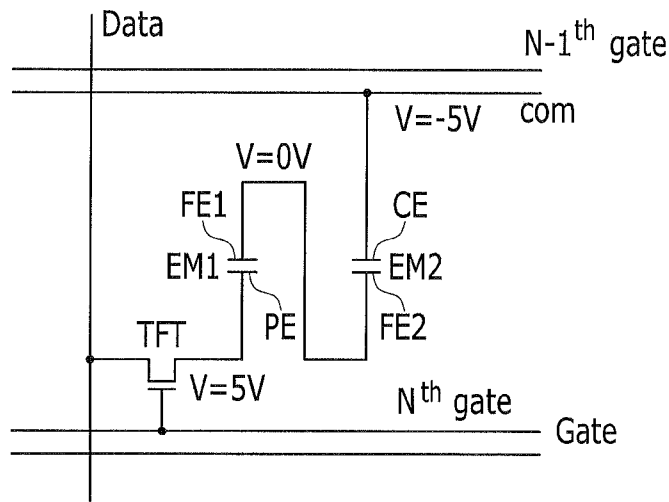 Data
N-1th gate
com
V=-5V
V=0V
FE1
CE
EM1
EM2
PE
FE2
TFT
V=5V
Nth gate
Gate